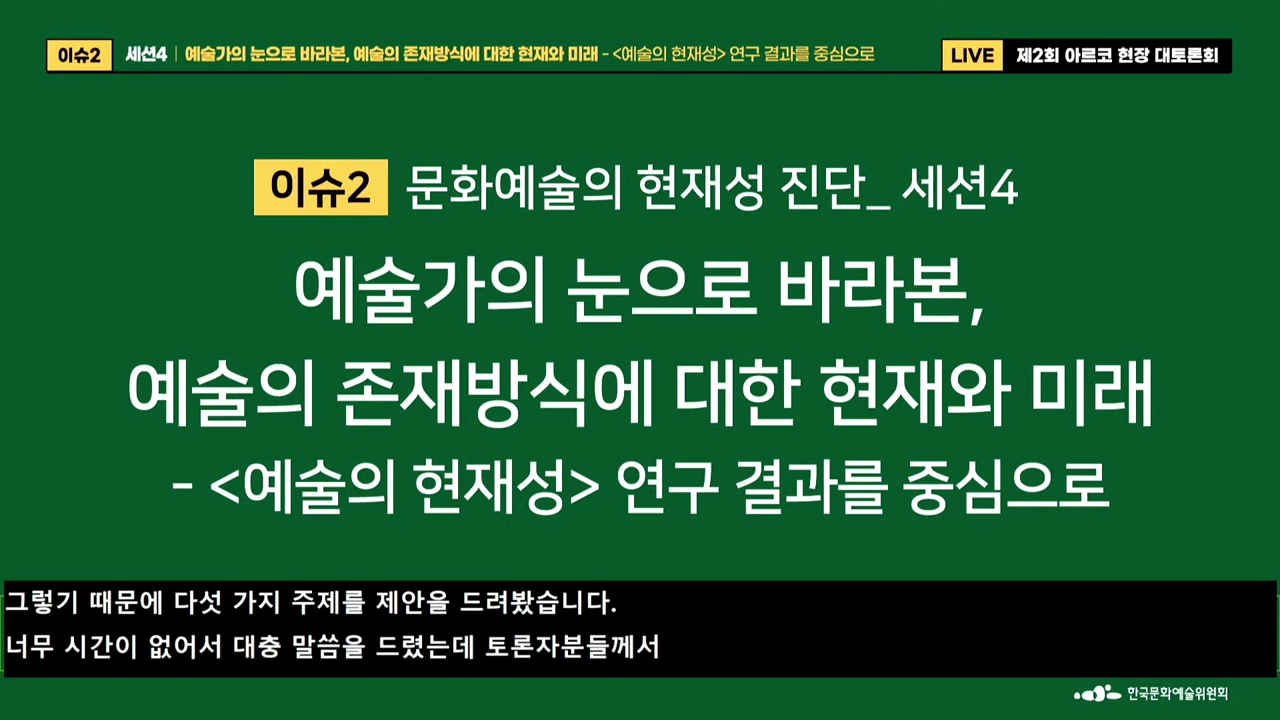 이슈2 세션4 | 예술가의 눈으로 바라본, 예술의 존재방식에 대한 현재와 미래 - <예술의 현재성> 연구 결과를 중심으로 LIVE 제2회 아르코 현장 대토론회
이슈2 문화예술의 현재성 진단_ 세션4
예술가의 눈으로 바라본,
예술의 존재방식에 대한 현재와 미래
- <예술의 현재성> 연구 결과를 중심으로
그렇기 때문에 다섯 가지 주제를 제안을 드려봤습니다.
너무 시간이 없어서 대충 말씀을 드렸는데 토론자분들께서
한국문화예술위원회